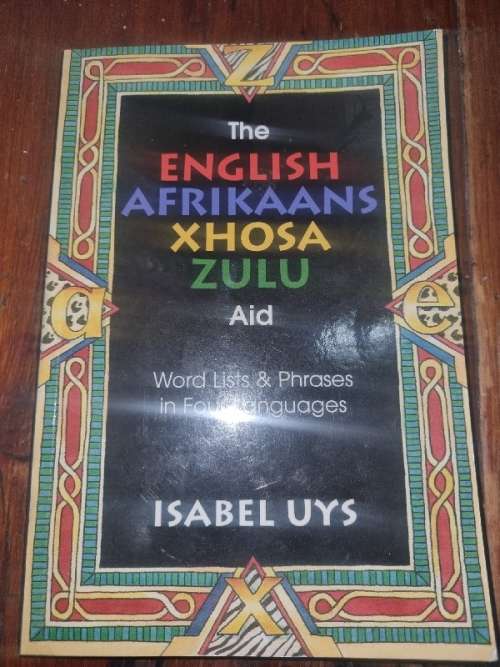 z
The
ENGLISH
AFRIKAANS
XHOSA
ZULU
Aid
a
e
Word Lists & Phrases
in Four Languages
ISABEL UYS
x